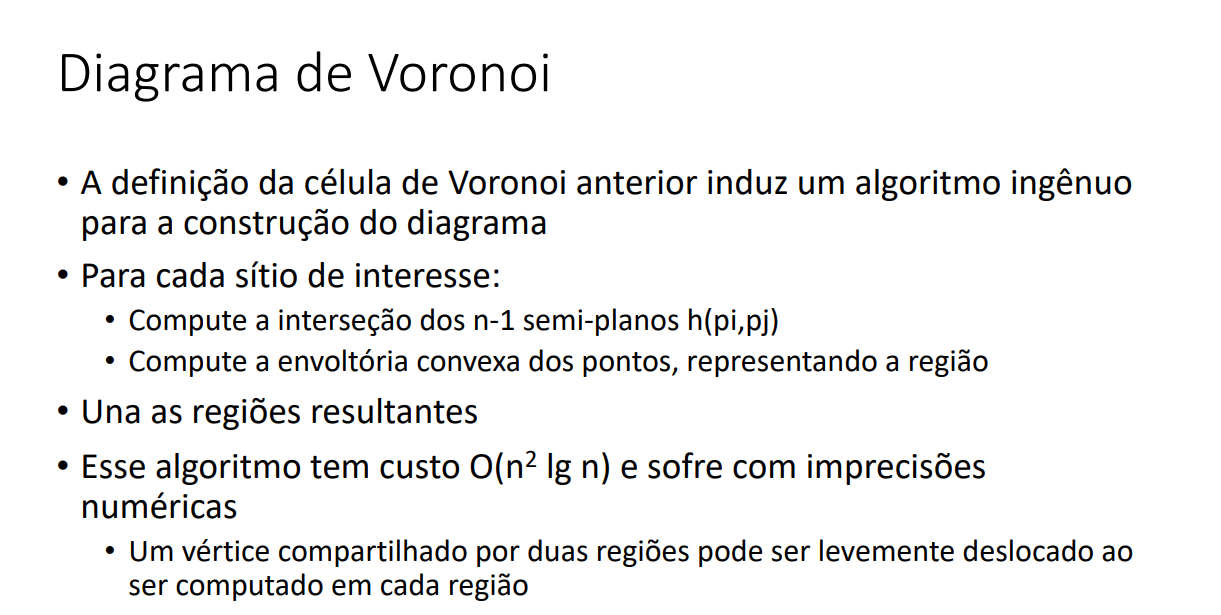 Diagrama de Voronoi
• A definição da célula de Voronoi anterior induz um algoritmo ingênuo
para a construção do diagrama
• Para cada sítio de interesse:
• Compute a interseção dos n-1 semi-planos h(pi,pj)
• Compute a envoltória convexa dos pontos, representando a região
• Una as regiões resultantes
• Esse algoritmo tem custo O(n² lg n) e sofre com imprecisões
numéricas
• Um vértice compartilhado por duas regiões pode ser levemente deslocado ao
ser computado em cada região